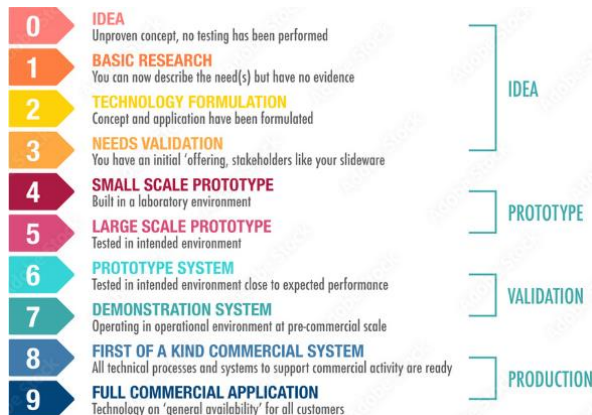 0
IDEA
Unproven concept, no testing has been performed
1
BASIC RESEARCH
You can now describe the need(s) but have no evidence
2
TECHNOLOGY FORMULATION
Concept and application have been formulated
3
NEEDS VALIDATION
You have an initial 'offering, stakeholders like your slideware
IDEA
4
SMALL SCALE PROTOTYPE
Built in a laboratory environment
5
LARGE SCALE PROTOTYPE
Tested in intended environment
PROTOTYPE
6
PROTOTYPE SYSTEM
Tested in intended environment close to expected performance
7
DEMONSTRATION SYSTEM
Operating in operational environment at pre-commercial scale
VALIDATION
8
FIRST OF A KIND COMMERCIAL SYSTEM
All technical processes and systems to support commercial activity are ready
9
FULL COMMERCIAL APPLICATION
Technology on 'general availability' for all customers
PRODUCTION